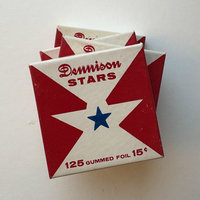 Dennison
STARS
125 GUMMED FOIL 15¢